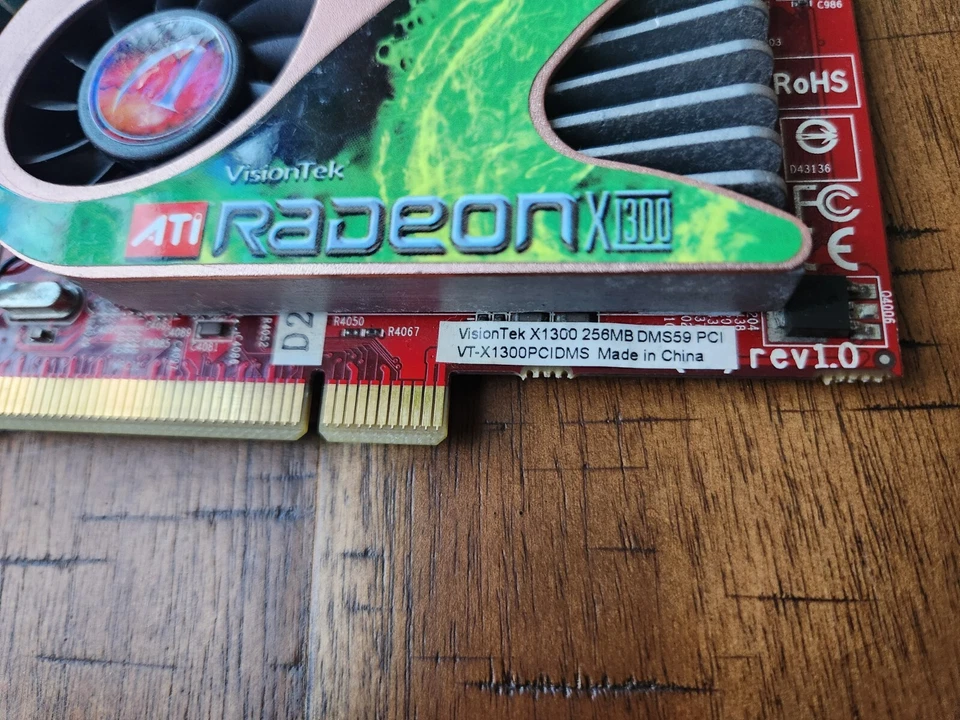 C986
RoHS
D43136
FC
CE
VisionTek
ATi RADEON X1300
D2
R4050
R4067
VisionTek X1300 256MB DMS59 PCI
VT-X1300PCIDMS Made in China
rev1.0